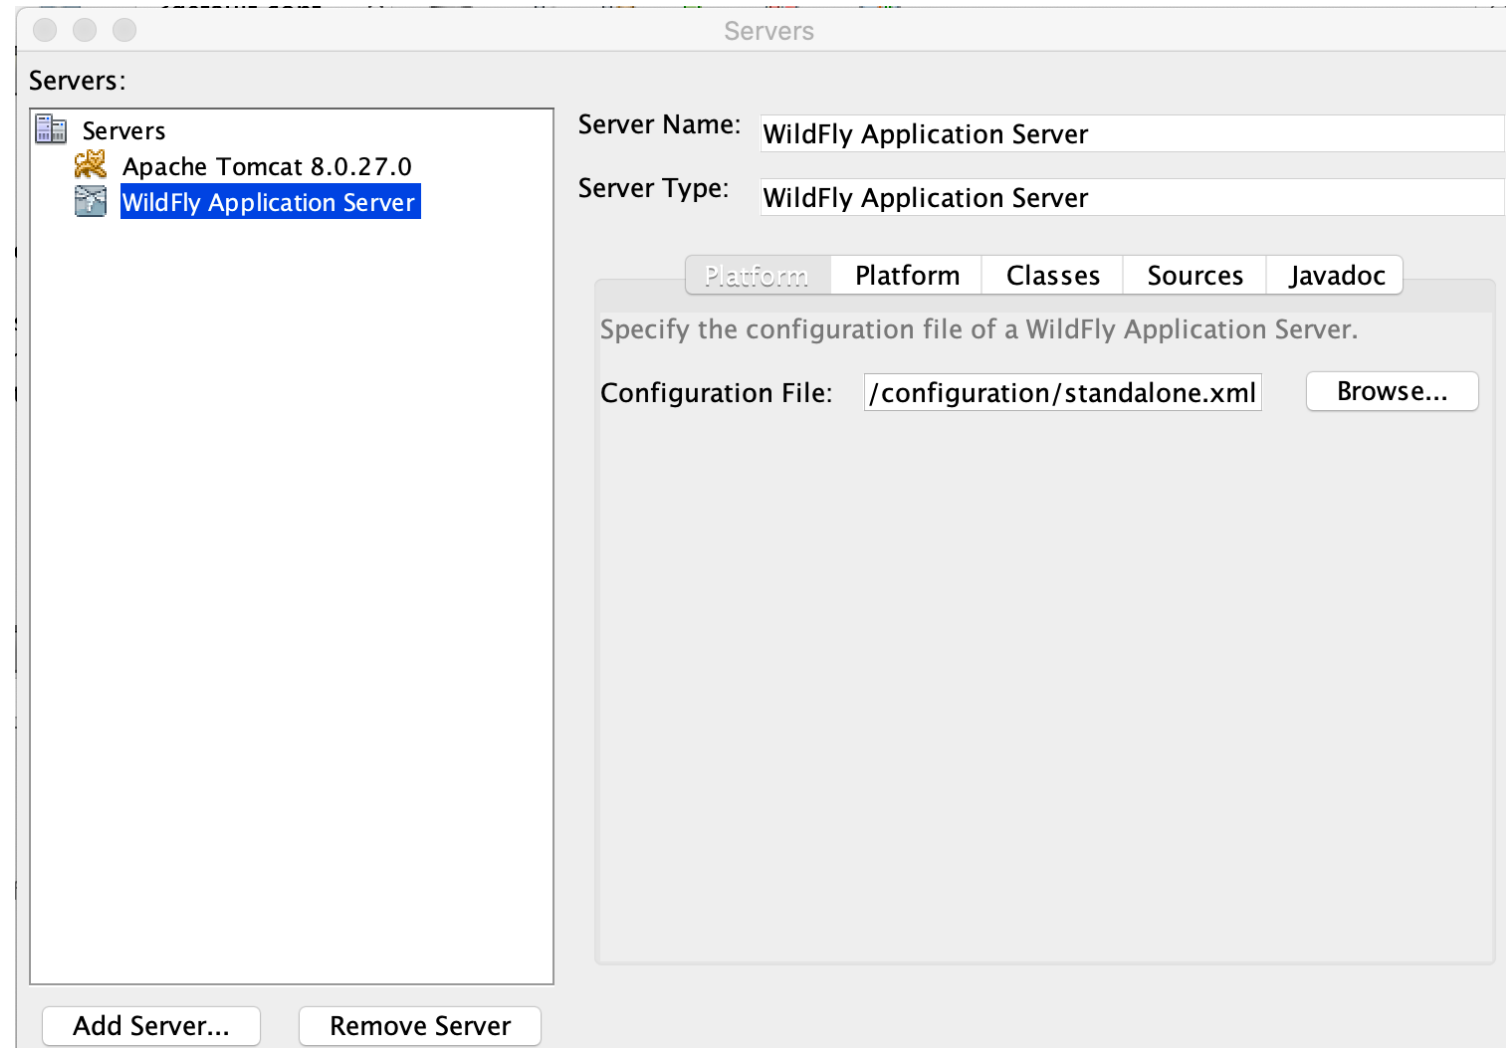 Servers
Servers:
Servers
Apache Tomcat 8.0.27.0
WildFly Application Server
Server Name: WildFly Application Server
Server Type: WildFly Application Server
Platform Platform Classes Sources Javadoc
Specify the configuration file of a WildFly Application Server.
Configuration File: /configuration/standalone.xml Browse...
Add Server... Remove Server